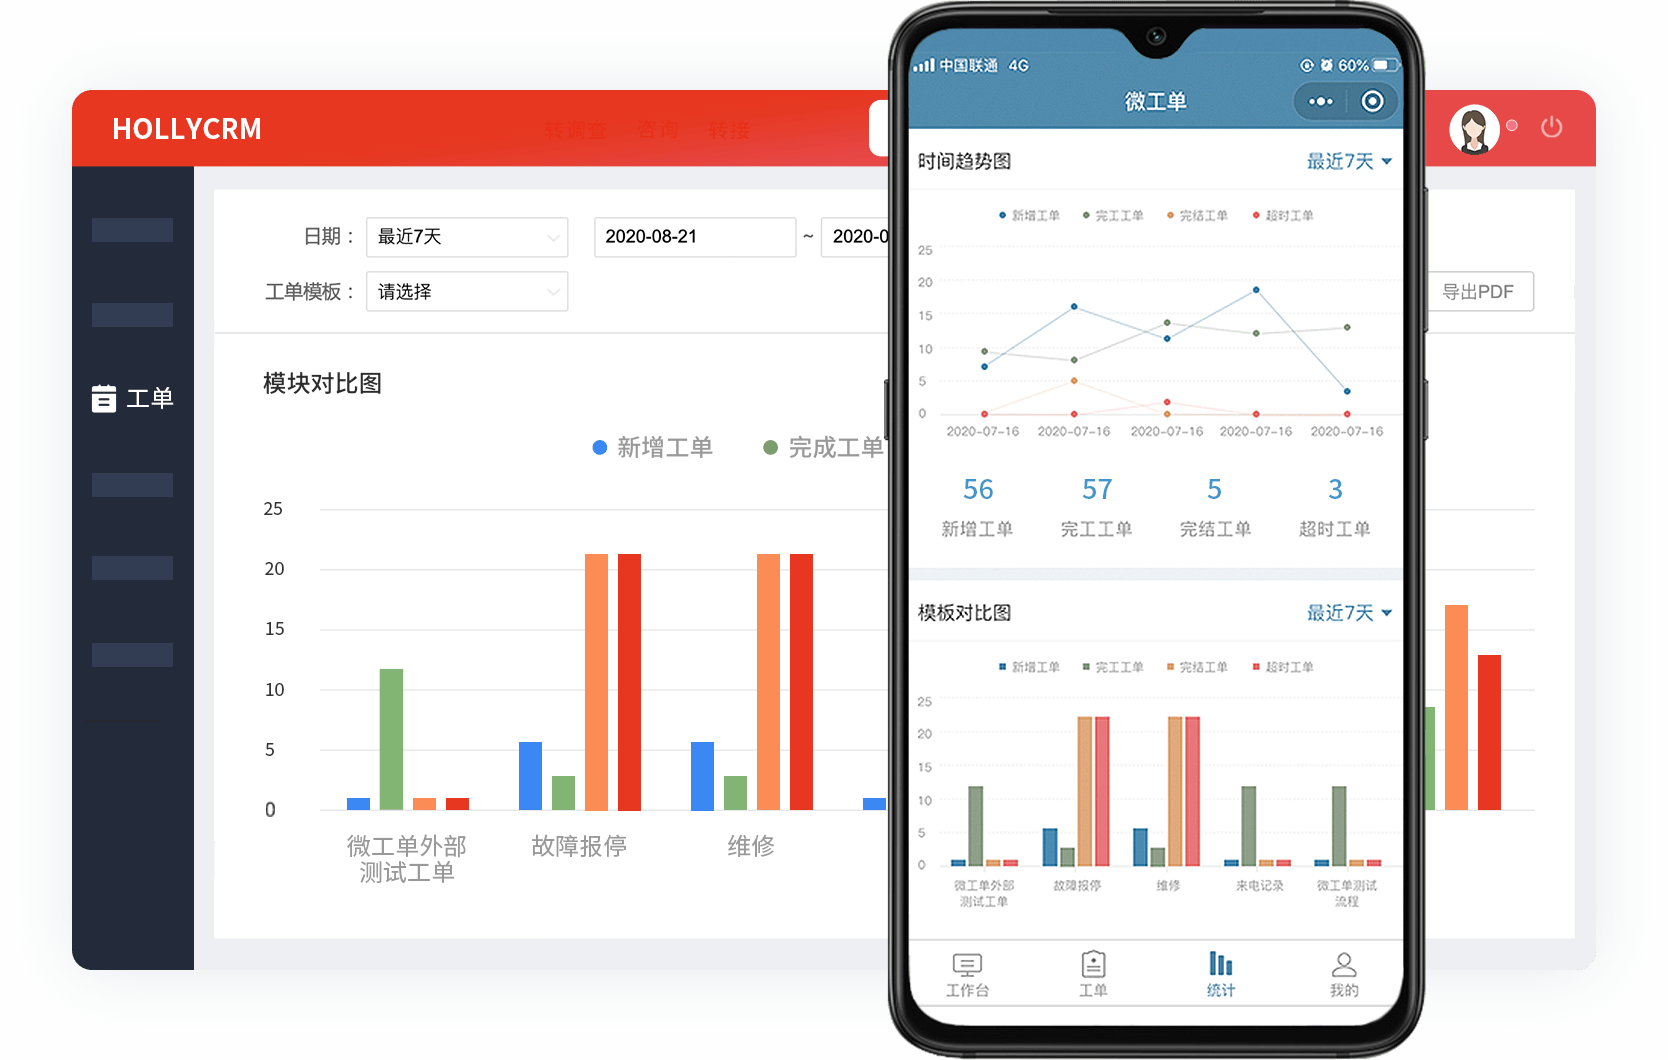 HOLLYCRM
转调查 咨询 转接
日期： 最近7天 2020-08-21 ~ 2020-0
工单模板： 请选择
导出PDF
工单
模块对比图
新增工单 完成工单
25
20
15
10
5
0
微工单外部
测试工单
故障报停
维修
中国联通 4G 60%
微工单
时间趋势图 最近7天
新增工单 完工工单 完结工单 超时工单
25
20
15
10
5
0
2020-07-16 2020-07-16 2020-07-16 2020-07-16 2020-07-16
56 57 5 3
新增工单 完工工单 完结工单 超时工单
模板对比图 最近7天
新增工单 完工工单 完结工单 超时工单
25
20
15
10
5
0
微工单外部
测试工单
故障报停
维修
来电记录
微工单测试
流程
工作台 工单 统计 我的